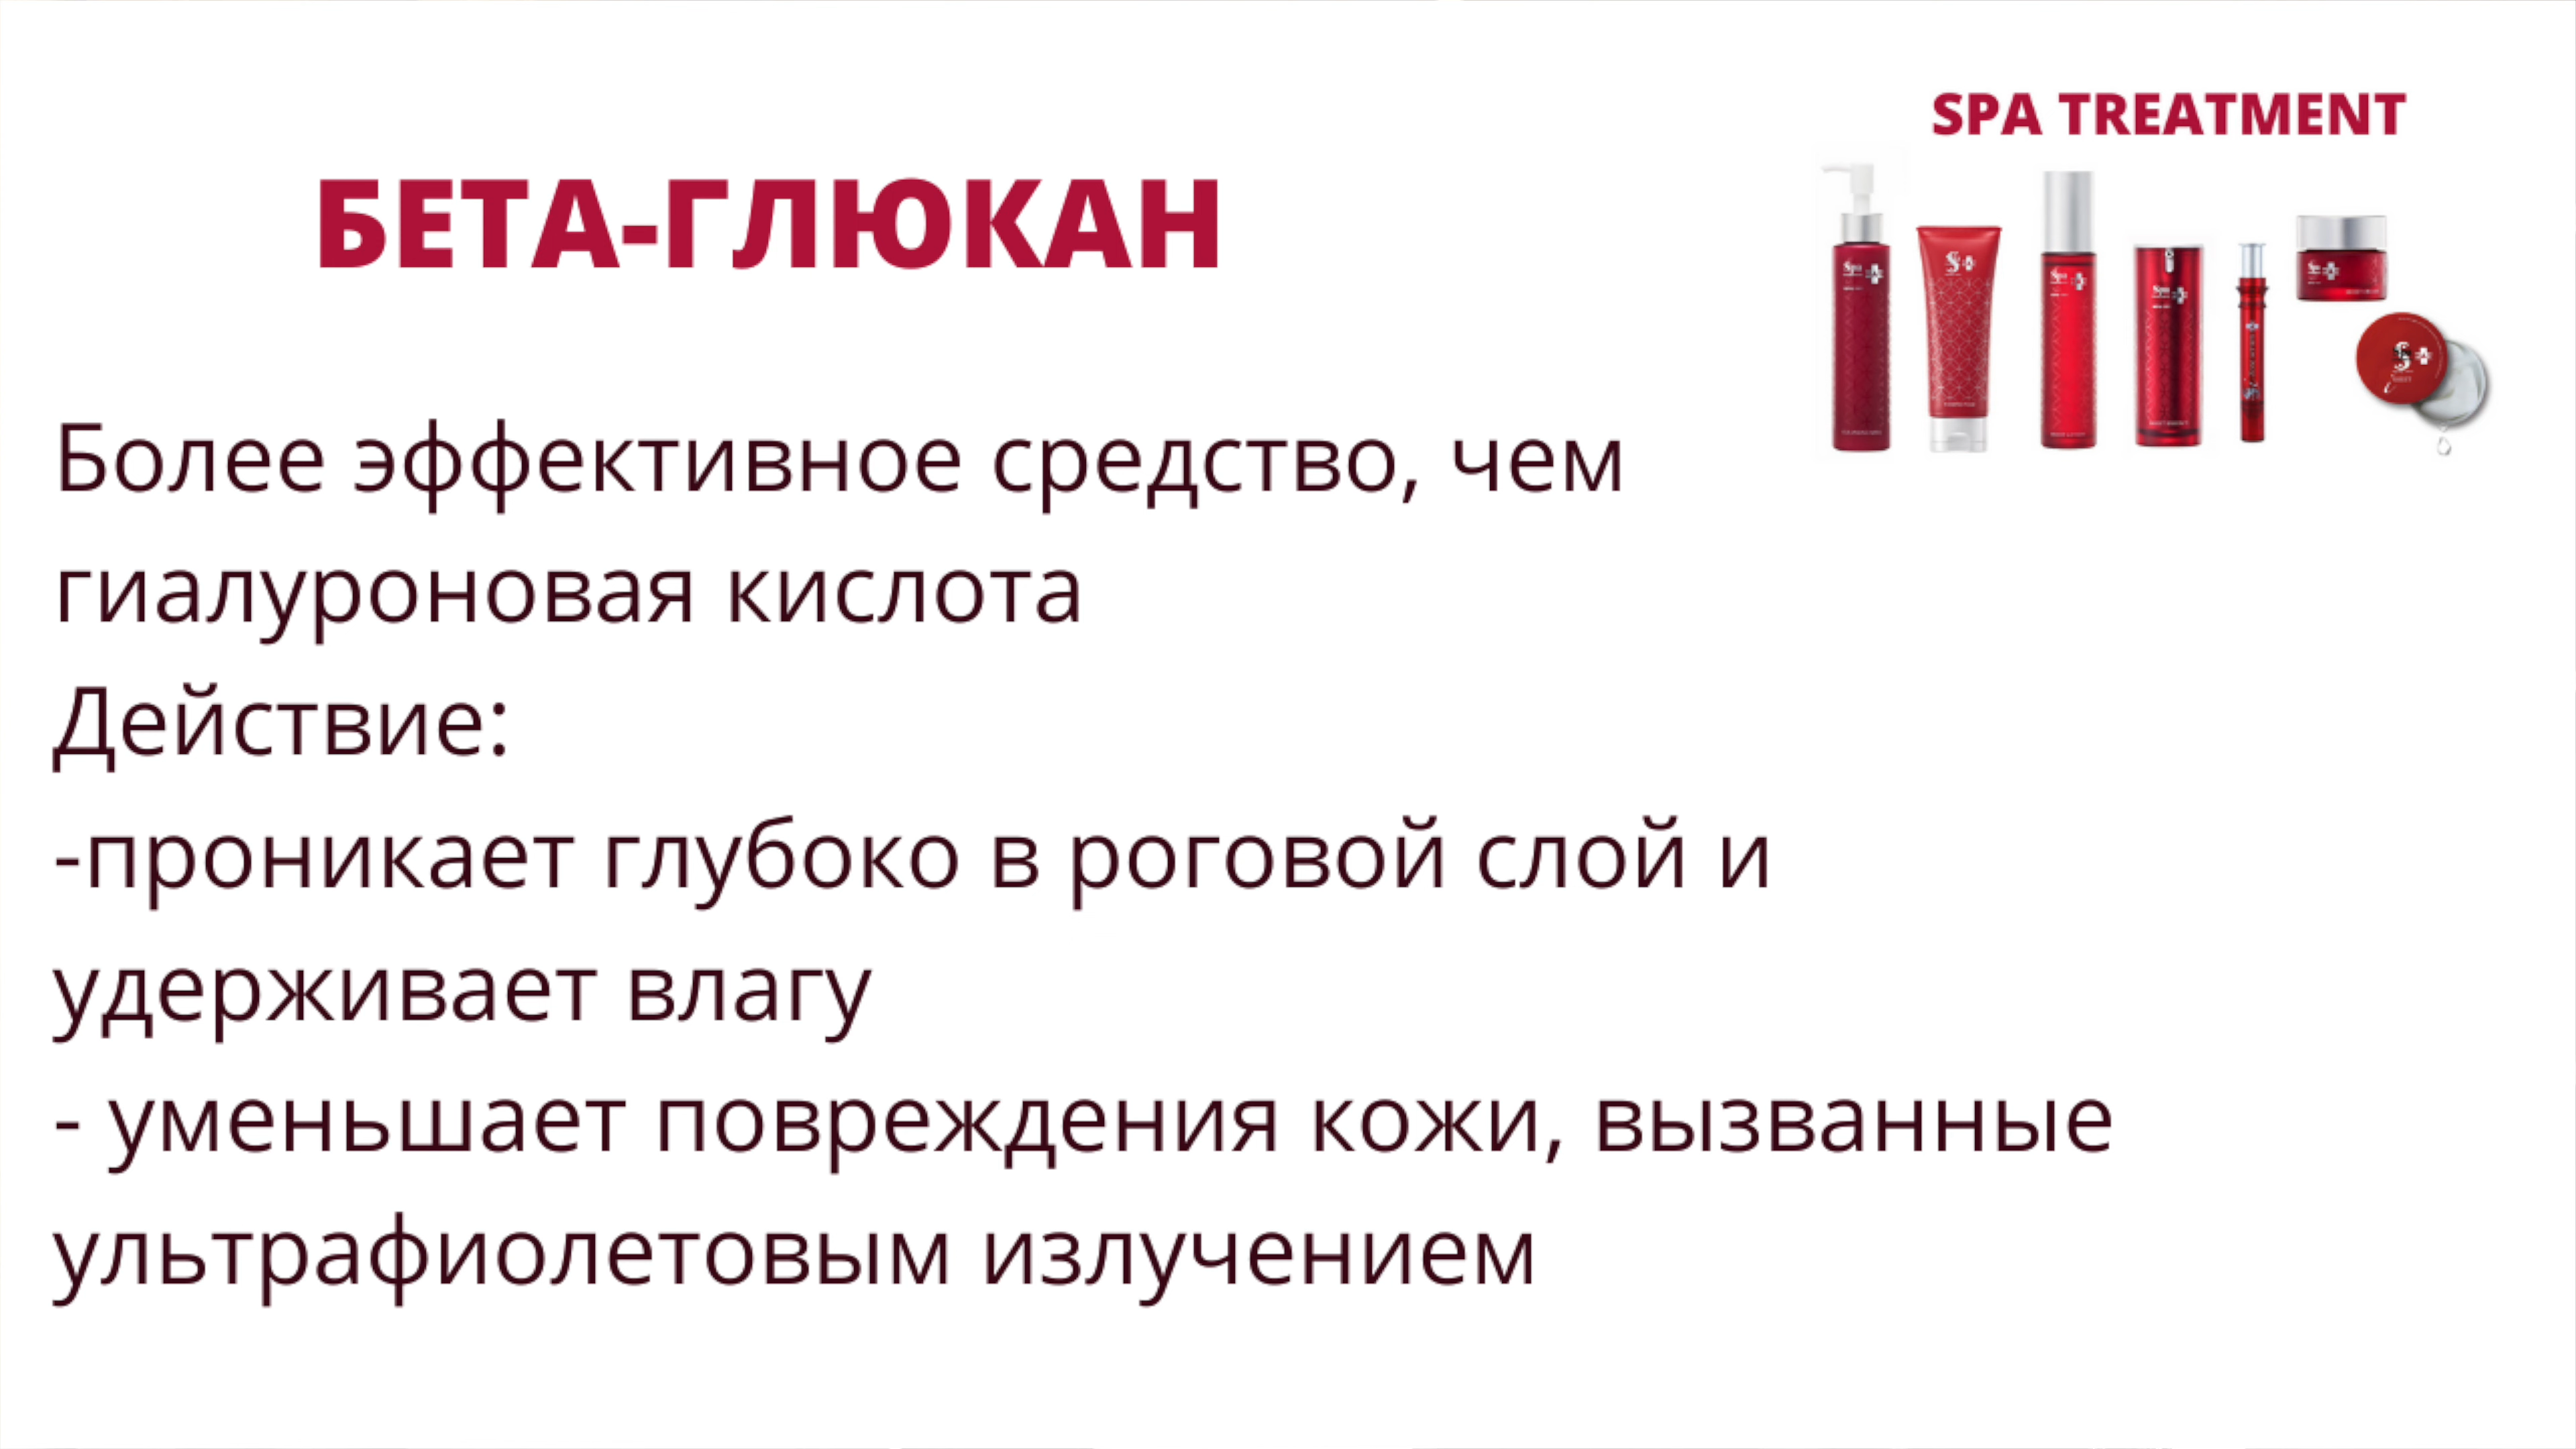 SPA TREATMENT
БЕТА-ГЛЮКАН
Более эффективное средство, чем
гиалуроновая кислота
Действие:
-проникает глубоко в роговой слой и
удерживает влагу
- уменьшает повреждения кожи, вызванные
ультрафиолетовым излучением